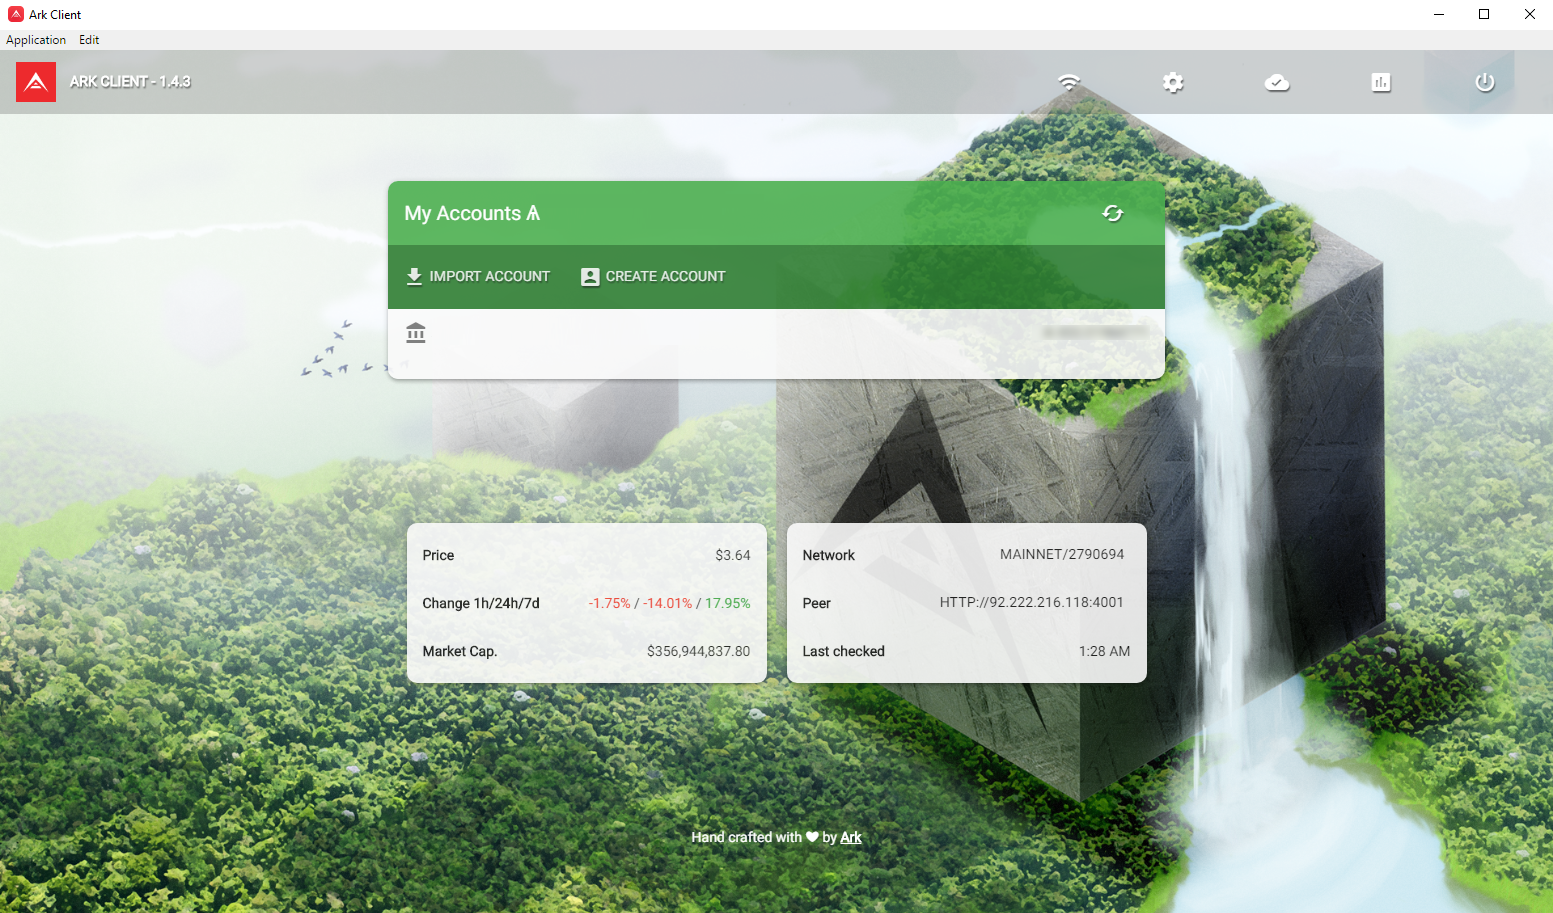 Ark Client
Application Edit
ARK CLIENT - 1.4.3
My Accounts Ѧ
IMPORT ACCOUNT CREATE ACCOUNT
Price $3.64
Change 1h/24h/7d -1.75% / -14.01% / 17.95%
Market Cap. $356,944,837.80
Network MAINNET/2790694
Peer HTTP://92.222.216.118:4001
Last checked 1:28 AM
Hand crafted with ♥ by Ark